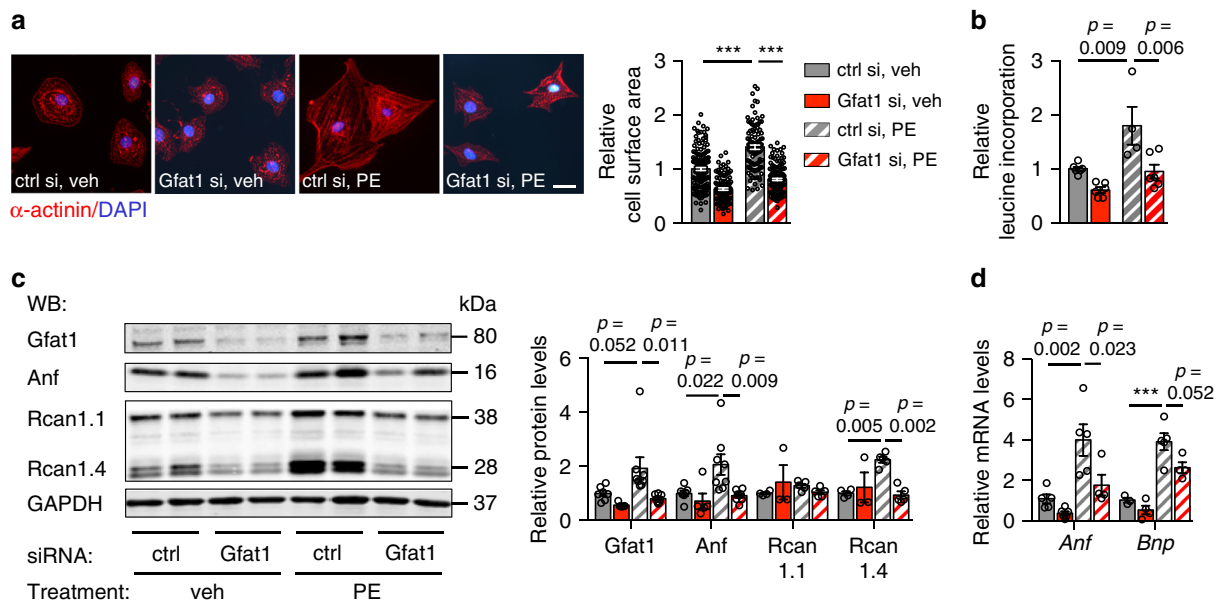 a
ctrl si, veh
Gfat1 si, veh
ctrl si, PE
Gfat1 si, PE
α-actinin/DAPI
Relative
cell surface area
3
2
1
0
*** ***
ctrl si, veh
Gfat1 si, veh
ctrl si, PE
Gfat1 si, PE
b
Relative
leucine incorporation
3
2
1
0
p =
0.009
p =
0.006
c
WB:
kDa
Gfat1
80
Anf
16
Rcan1.1
38
Rcan1.4
28
GAPDH
37
siRNA:
ctrl
Gfat1
ctrl
Gfat1
Treatment:
veh
PE
Relative protein levels
6
4
2
0
p =
0.052
p =
0.011
p =
0.022
p =
0.009
p =
0.005
p =
0.002
Gfat1
Anf
Rcan
1.1
Rcan
1.4
d
Relative mRNA levels
8
6
4
2
0
p =
0.002
p =
0.023
***
p =
0.052
Anf
Bnp